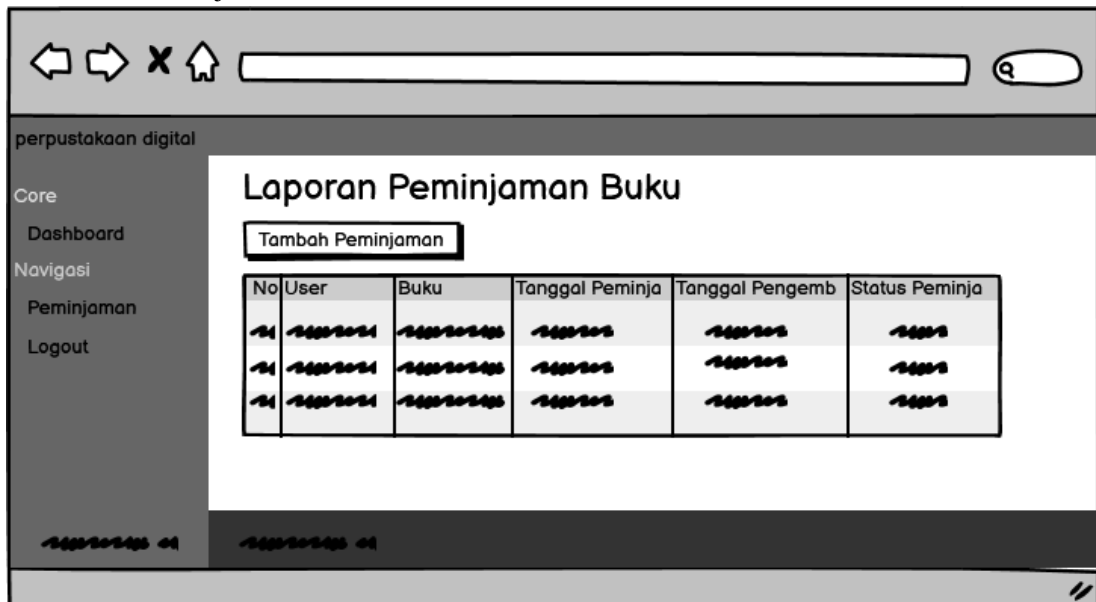 perpustakaan digital
Core
Dashboard
Navigasi
Peminjaman
Logout
Laporan Peminjaman Buku
Tambah Peminjaman
No User Buku Tanggal Peminja Tanggal Pengemb Status Peminja